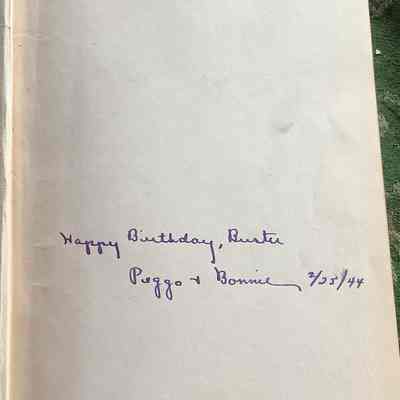 Happy Birthday, Buster
Peggo + Bonnie 2/25/44